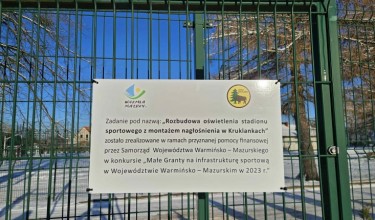 Zadanie pod nazwą: „Rozbudowa oświetlenia stadionu
sportowego z montażem nagłośnienia w Kruklankach"
zostało zrealizowane w ramach przyznanej pomocy finansowej
przez Samorząd Województwa Warmińsko – Mazurskiego
w konkursie „Małe Granty na infrastrukturę sportową
w Województwie Warmińsko – Mazurskim w 2023 r."